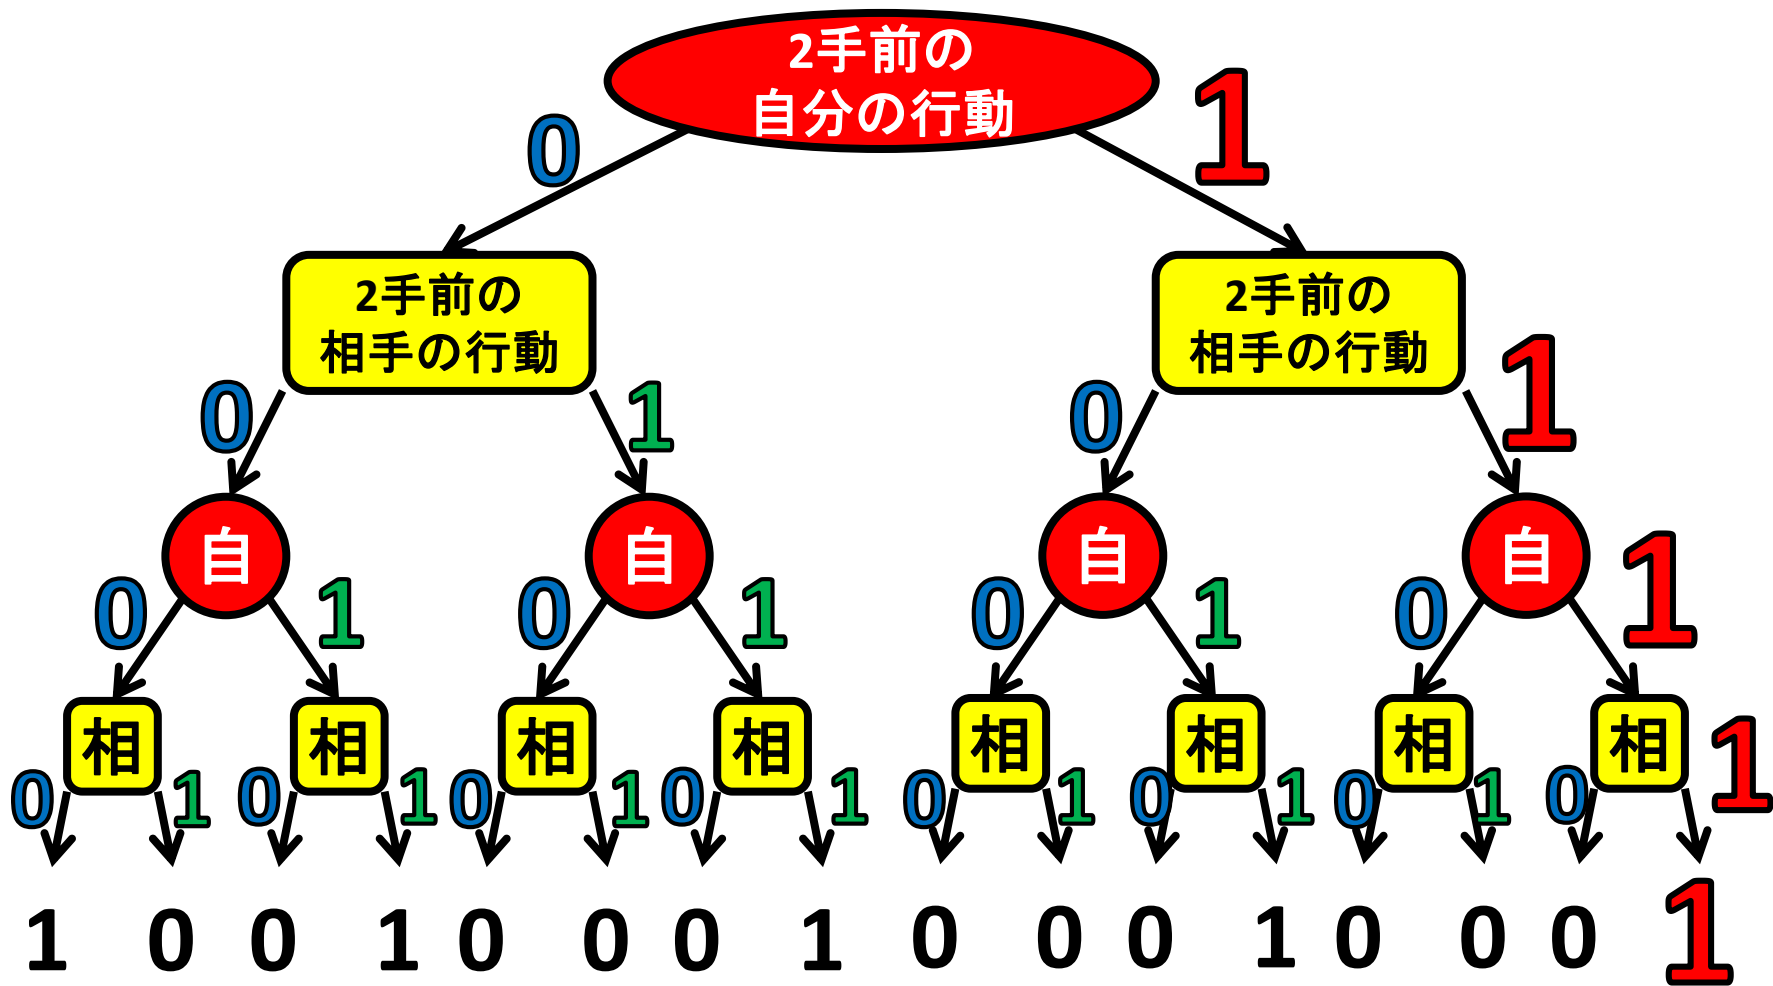 2手前の
自分の行動
0 1
2手前の
相手の行動
2手前の
相手の行動
0 1 0 1
自 自 自 自
0 1 0 1 0 1 0 1
相 相 相 相 相 相 相 相
0 1 0 1 0 1 0 1 0 1 0 1 0 1 0 1
1 0 0 1 0 0 0 1 0 0 0 1 0 0 0 1